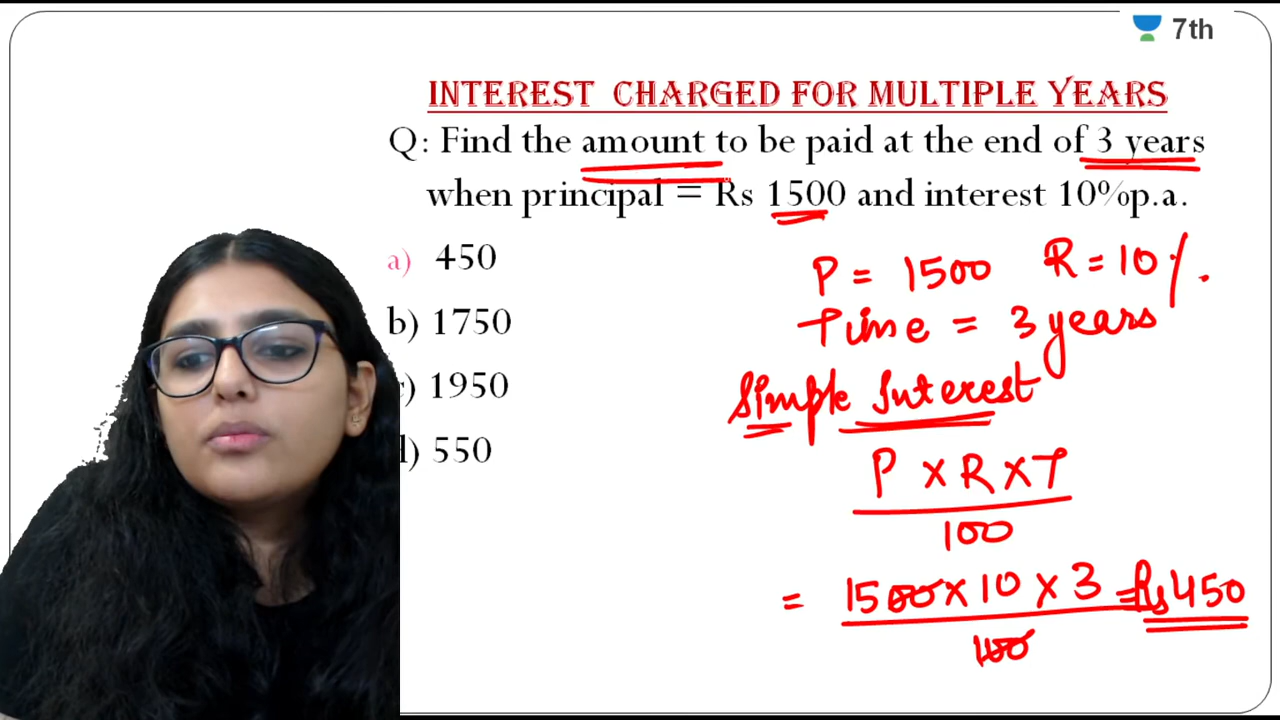 7th
INTEREST CHARGED FOR MULTIPLE YEARS
Q: Find the amount to be paid at the end of 3 years
when principal = Rs 1500 and interest 10%p.a.
a) 450
b) 1750
c) 1950
d) 550
P = 1500 R = 10%.
Time = 3 years
Simple Interest
P × R × T
100
= 1500 × 10 × 3 = Rs 450
100